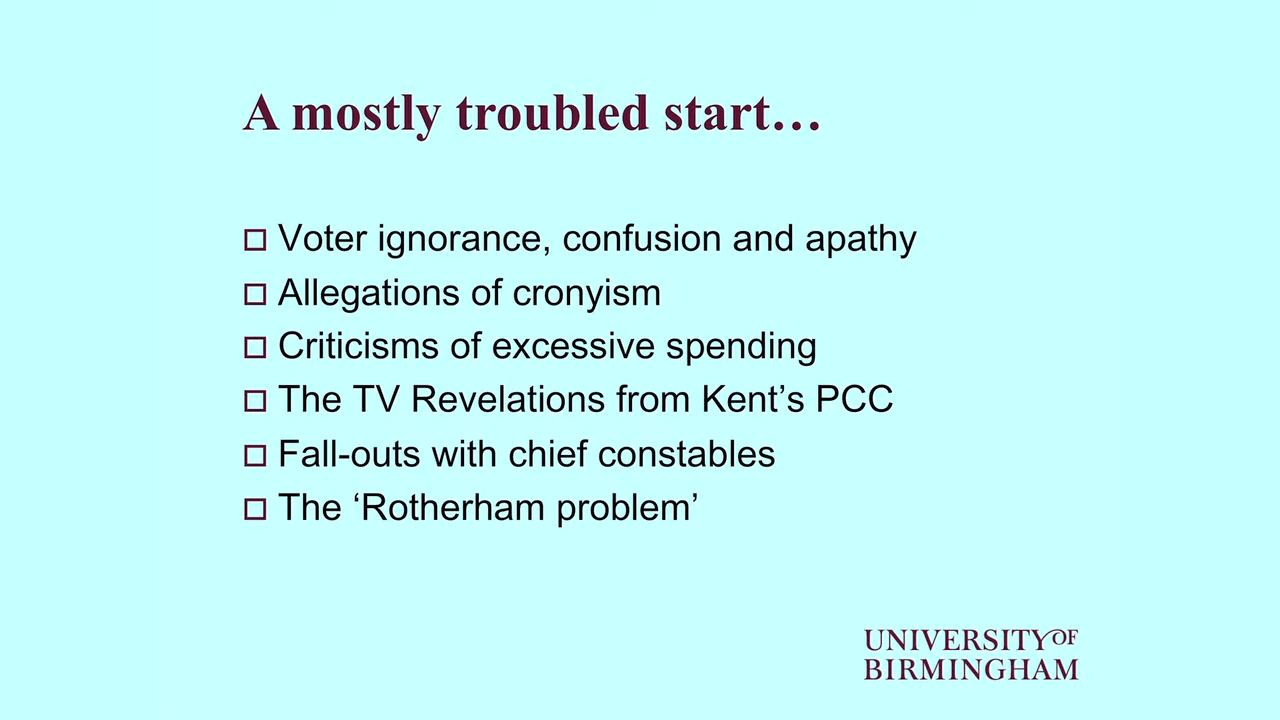 A mostly troubled start…
Voter ignorance, confusion and apathy
Allegations of cronyism
Criticisms of excessive spending
The TV Revelations from Kent’s PCC
Fall-outs with chief constables
The ‘Rotherham problem’
UNIVERSITY OF
BIRMINGHAM